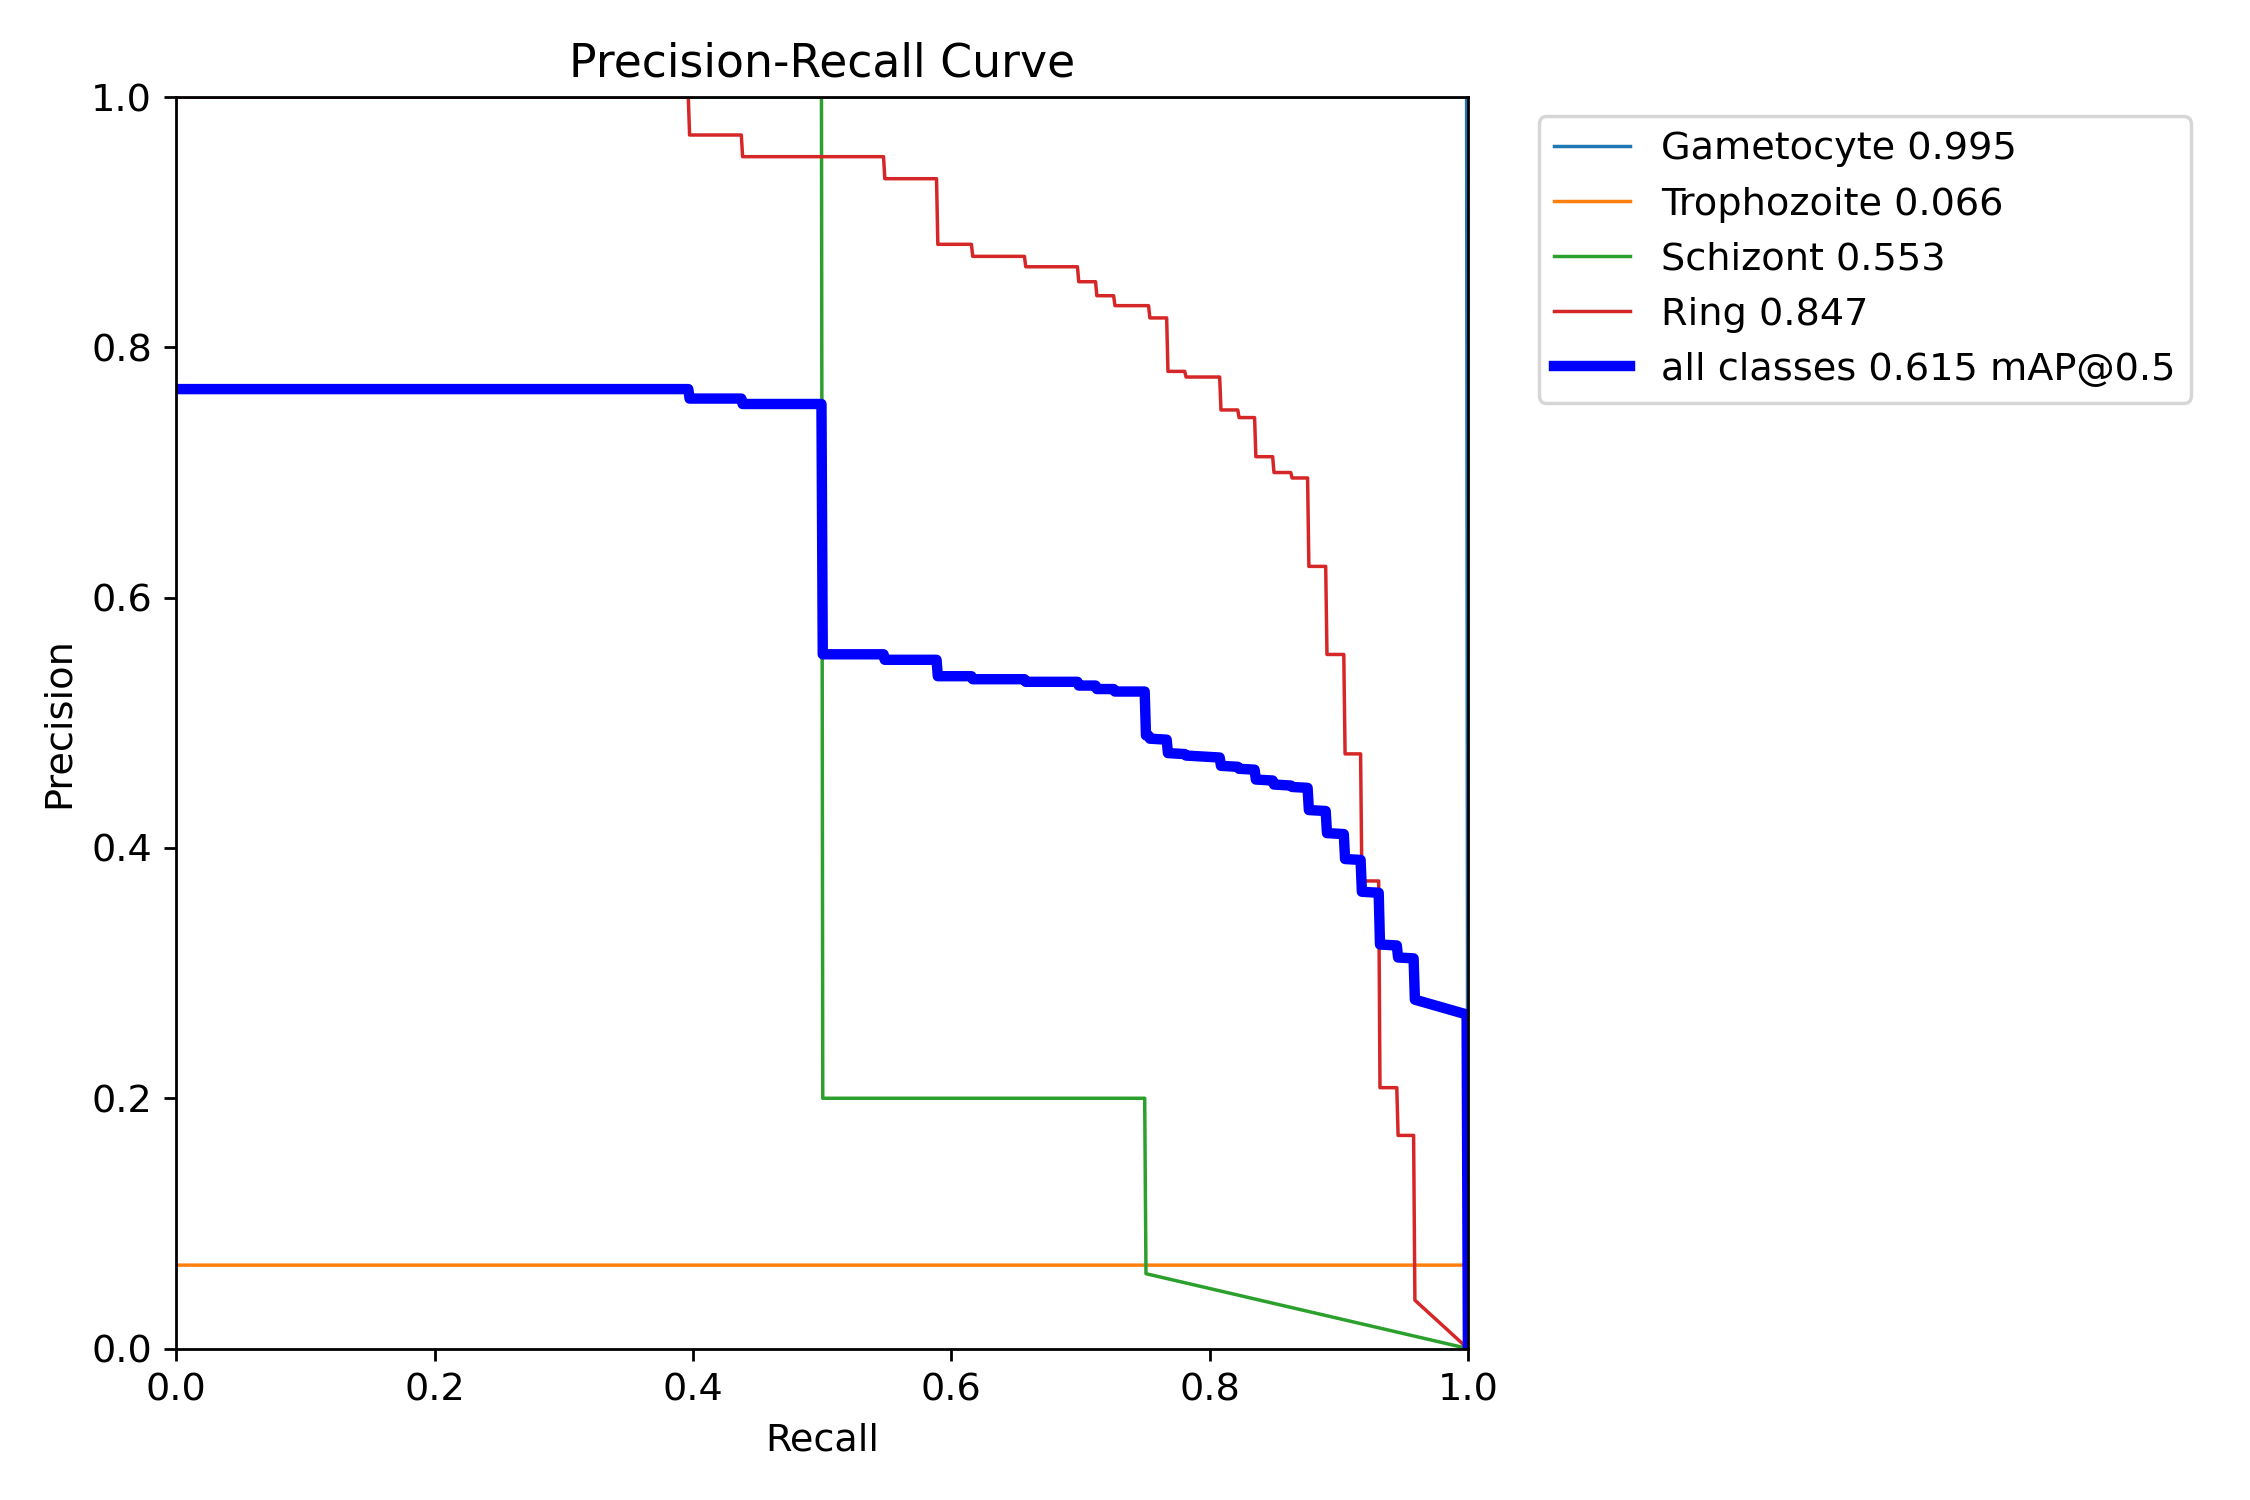 Precision-Recall Curve
1.0
0.8
0.6
0.4
0.2
0.0
Precision
0.0 0.2 0.4 0.6 0.8 1.0
Recall
Gametocyte 0.995
Trophozoite 0.066
Schizont 0.553
Ring 0.847
all classes 0.615 mAP@0.5